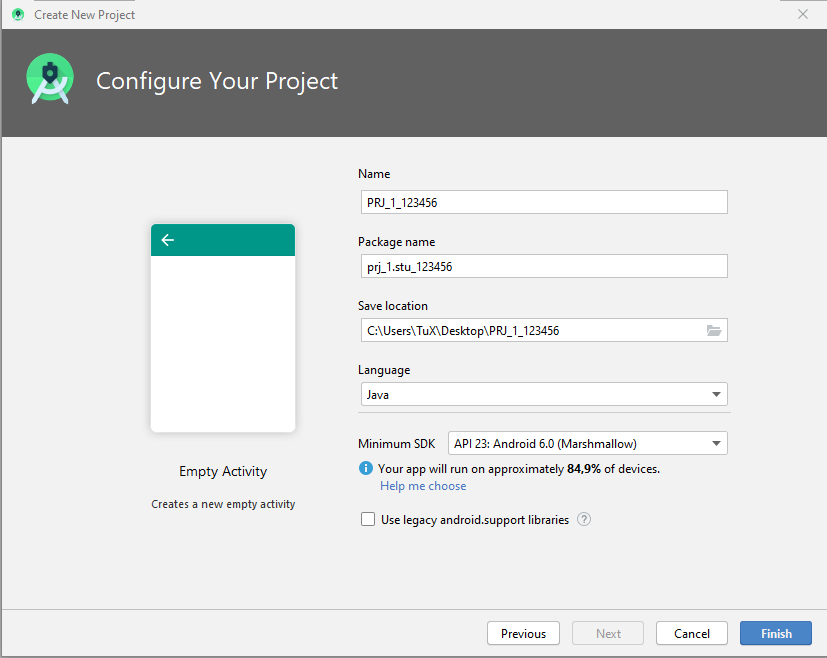 Create New Project
Configure Your Project
Name
PRJ_1_123456
Package name
prj_1.stu_123456
Save location
C:\Users\TuX\Desktop\PRJ_1_123456
Language
Java
Minimum SDK API 23: Android 6.0 (Marshmallow)
Your app will run on approximately 84,9% of devices.
Help me choose
Use legacy android.support libraries ?
Empty Activity
Creates a new empty activity
Previous Next Cancel Finish